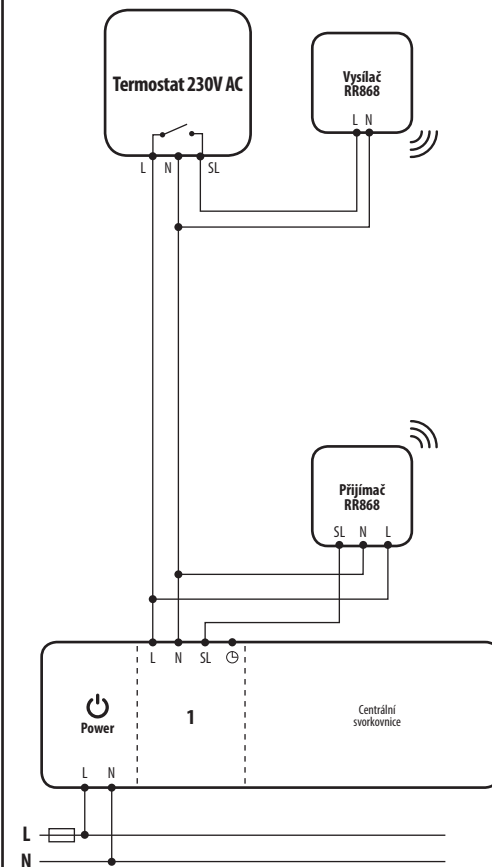 Termostat 230V AC
L N SL
Vysílač
RR868
L N
Přijímač
RR868
SL N L
L N SL
Power
1
Centrální
svorkovnice
L N
L
N